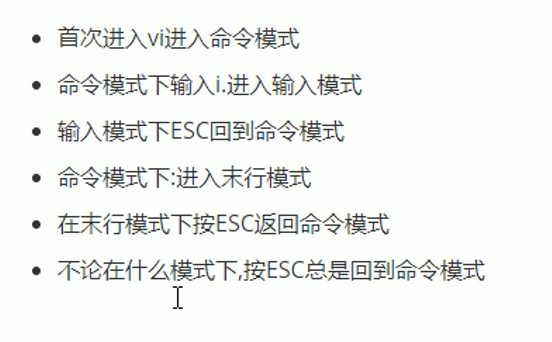 首次进入vi进入命令模式
命令模式下输入i.进入输入模式
输入模式下ESC回到命令模式
命令模式下:进入末行模式
在末行模式下按ESC返回命令模式
不论在什么模式下,按ESC总是回到命令模式